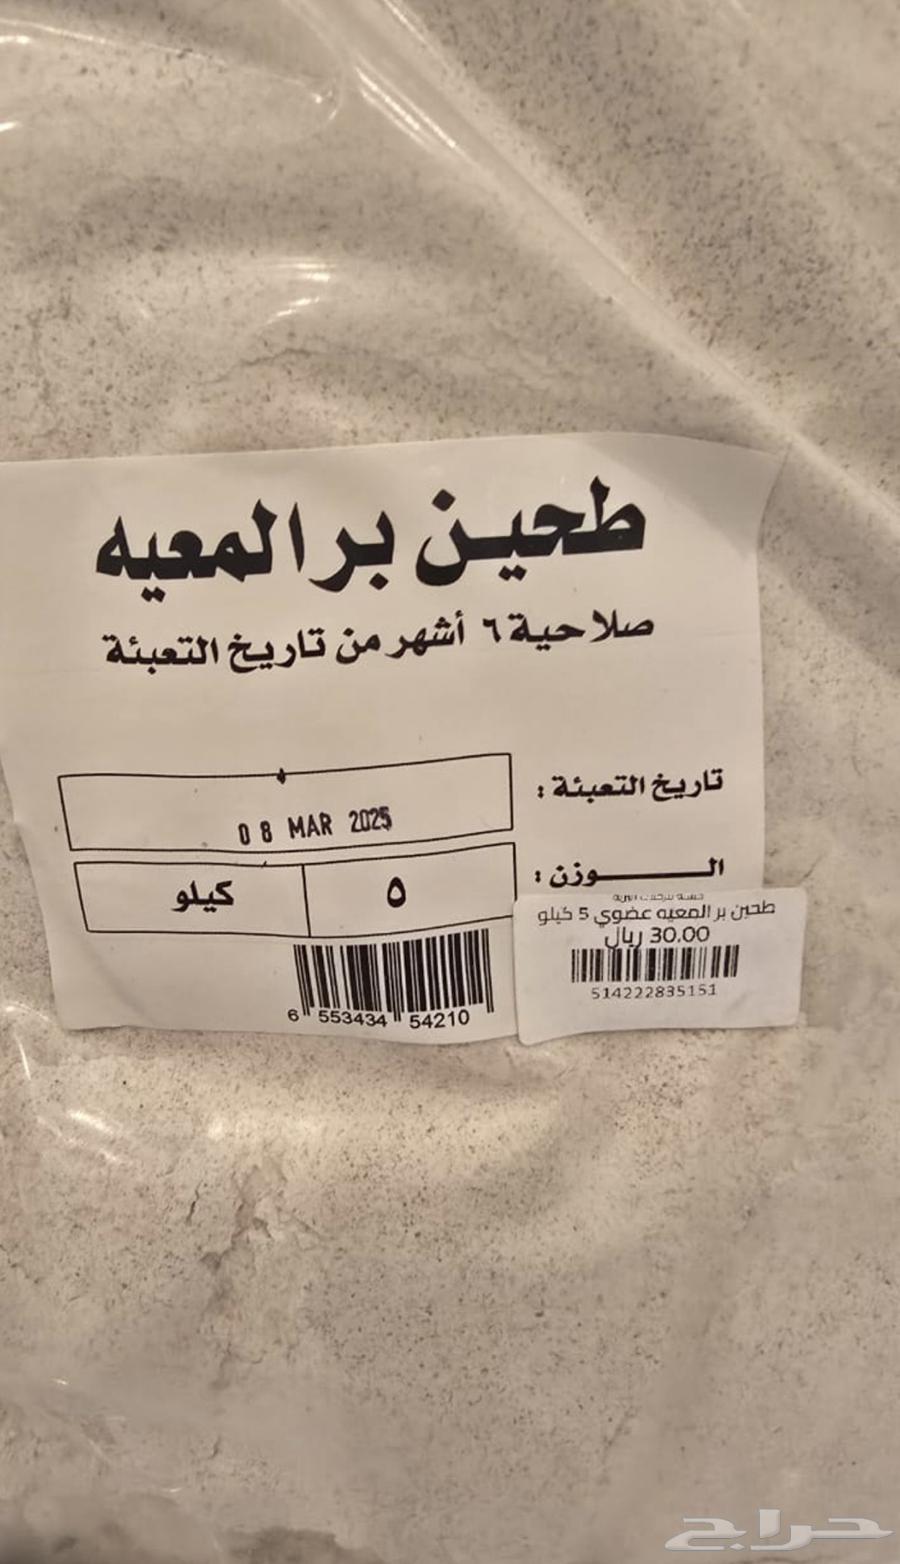 طحين بر المعيه
صلاحية ٦ أشهر من تاريخ التعبئة
تاريخ التعبئة :
08 MAR 2025
الـــــــوزن :
٥
كيلو
6 553434 54210
طحين بر المعيه عضوي 5 كيلو
30.00 ريال
514222835151
حراج